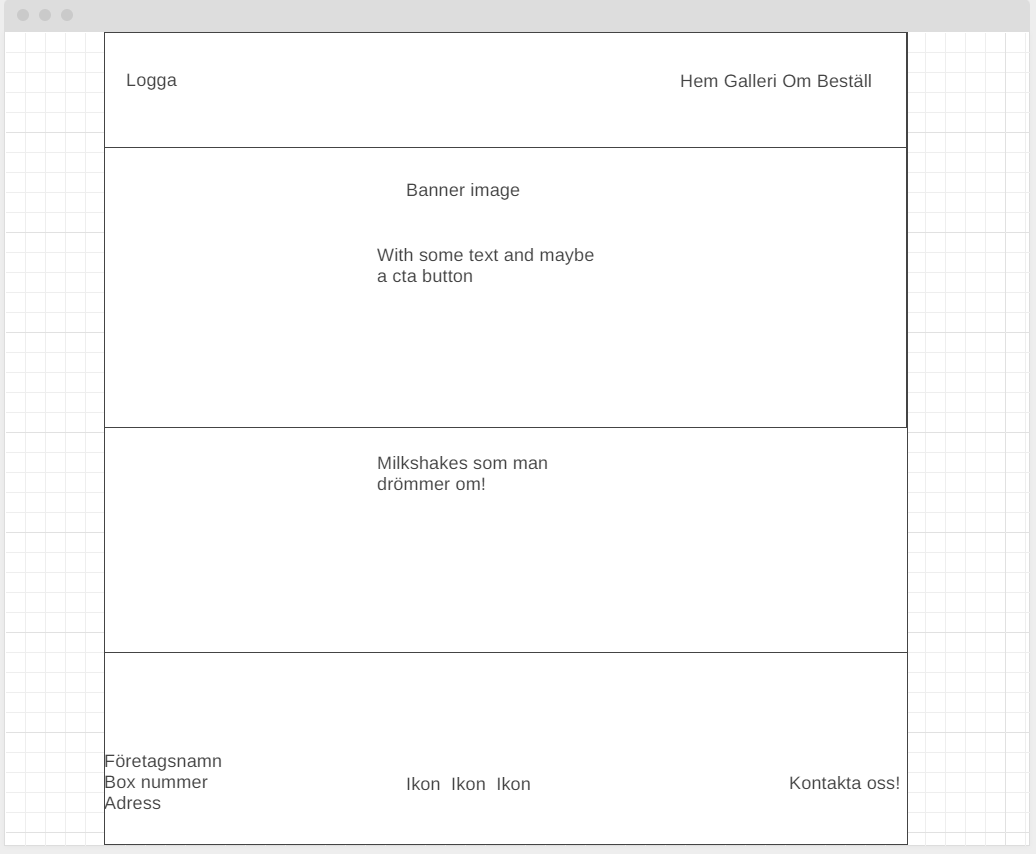 Logga
Hem Galleri Om Beställ
Banner image
With some text and maybe
a cta button
Milkshakes som man
drömmer om!
Företagsnamn
Box nummer
Adress
Ikon Ikon Ikon
Kontakta oss!